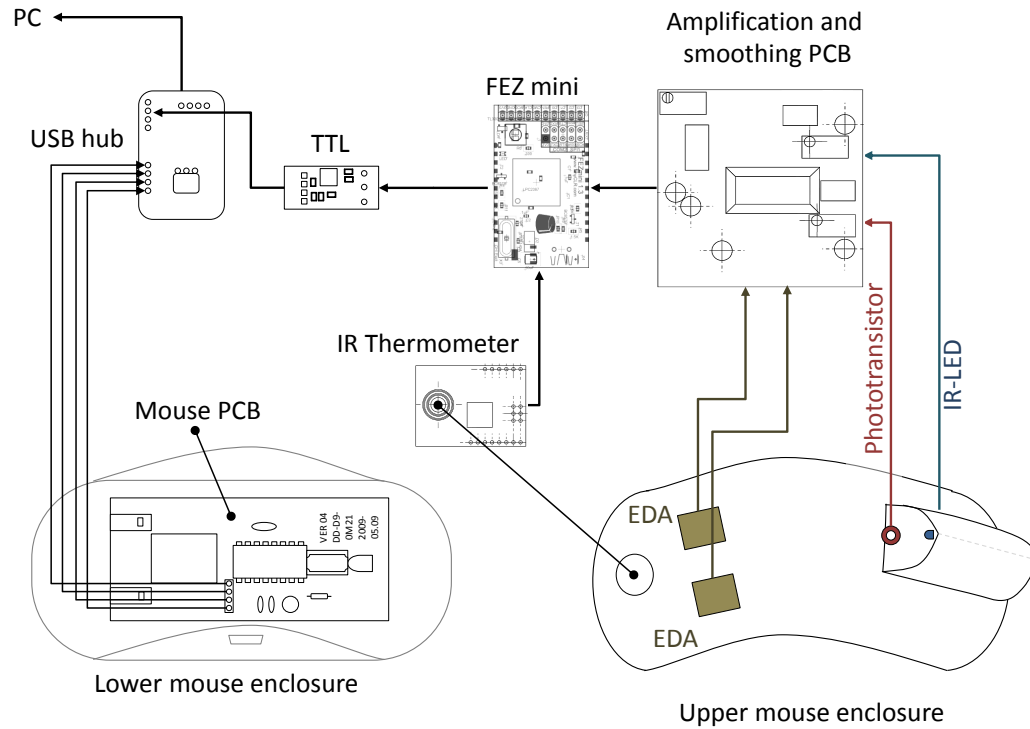 PC
Amplification and
smoothing PCB
FEZ mini
USB hub
TTL
IR Thermometer
Mouse PCB
Phototransistor
IR-LED
VER 04
DD-D9-
0M21
2009-
05.09
EDA
EDA
Lower mouse enclosure
Upper mouse enclosure